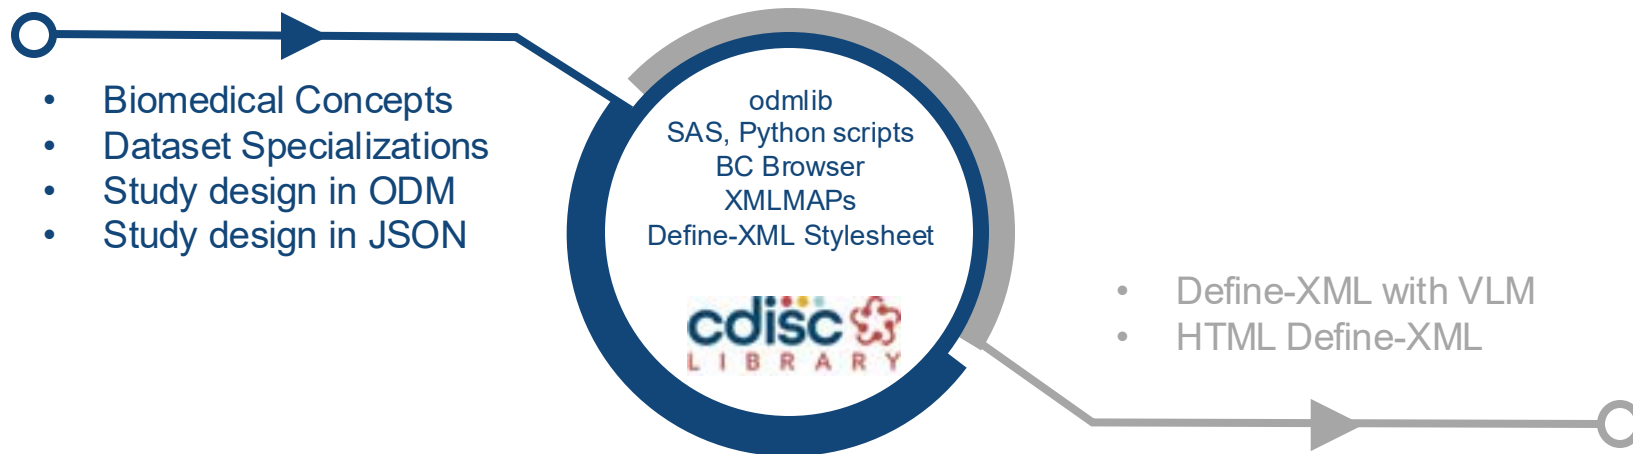 • Biomedical Concepts
• Dataset Specializations
• Study design in ODM
• Study design in JSON
odmlib
SAS, Python scripts
BC Browser
XMLMAPs
Define-XML Stylesheet
cdisc
LIBRARY
• Define-XML with VLM
• HTML Define-XML